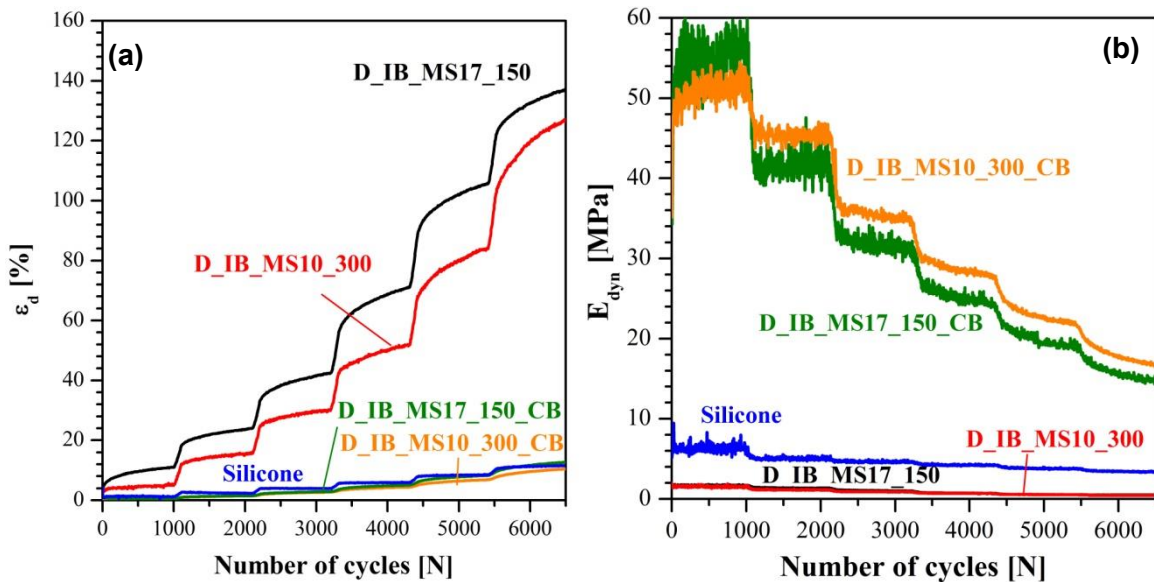 (a)
160
140
120
100
80
60
40
20
0
ε_d [%]
D_IB_MS17_150
D_IB_MS10_300
D_IB_MS17_150_CB
D_IB_MS10_300_CB
Silicone
0 1000 2000 3000 4000 5000 6000
Number of cycles [N]
(b)
60
50
40
30
20
10
0
E_dyn [MPa]
D_IB_MS10_300_CB
D_IB_MS17_150_CB
Silicone
D_IB_MS10_300
D_IB_MS17_150
0 1000 2000 3000 4000 5000 6000
Number of cycles [N]